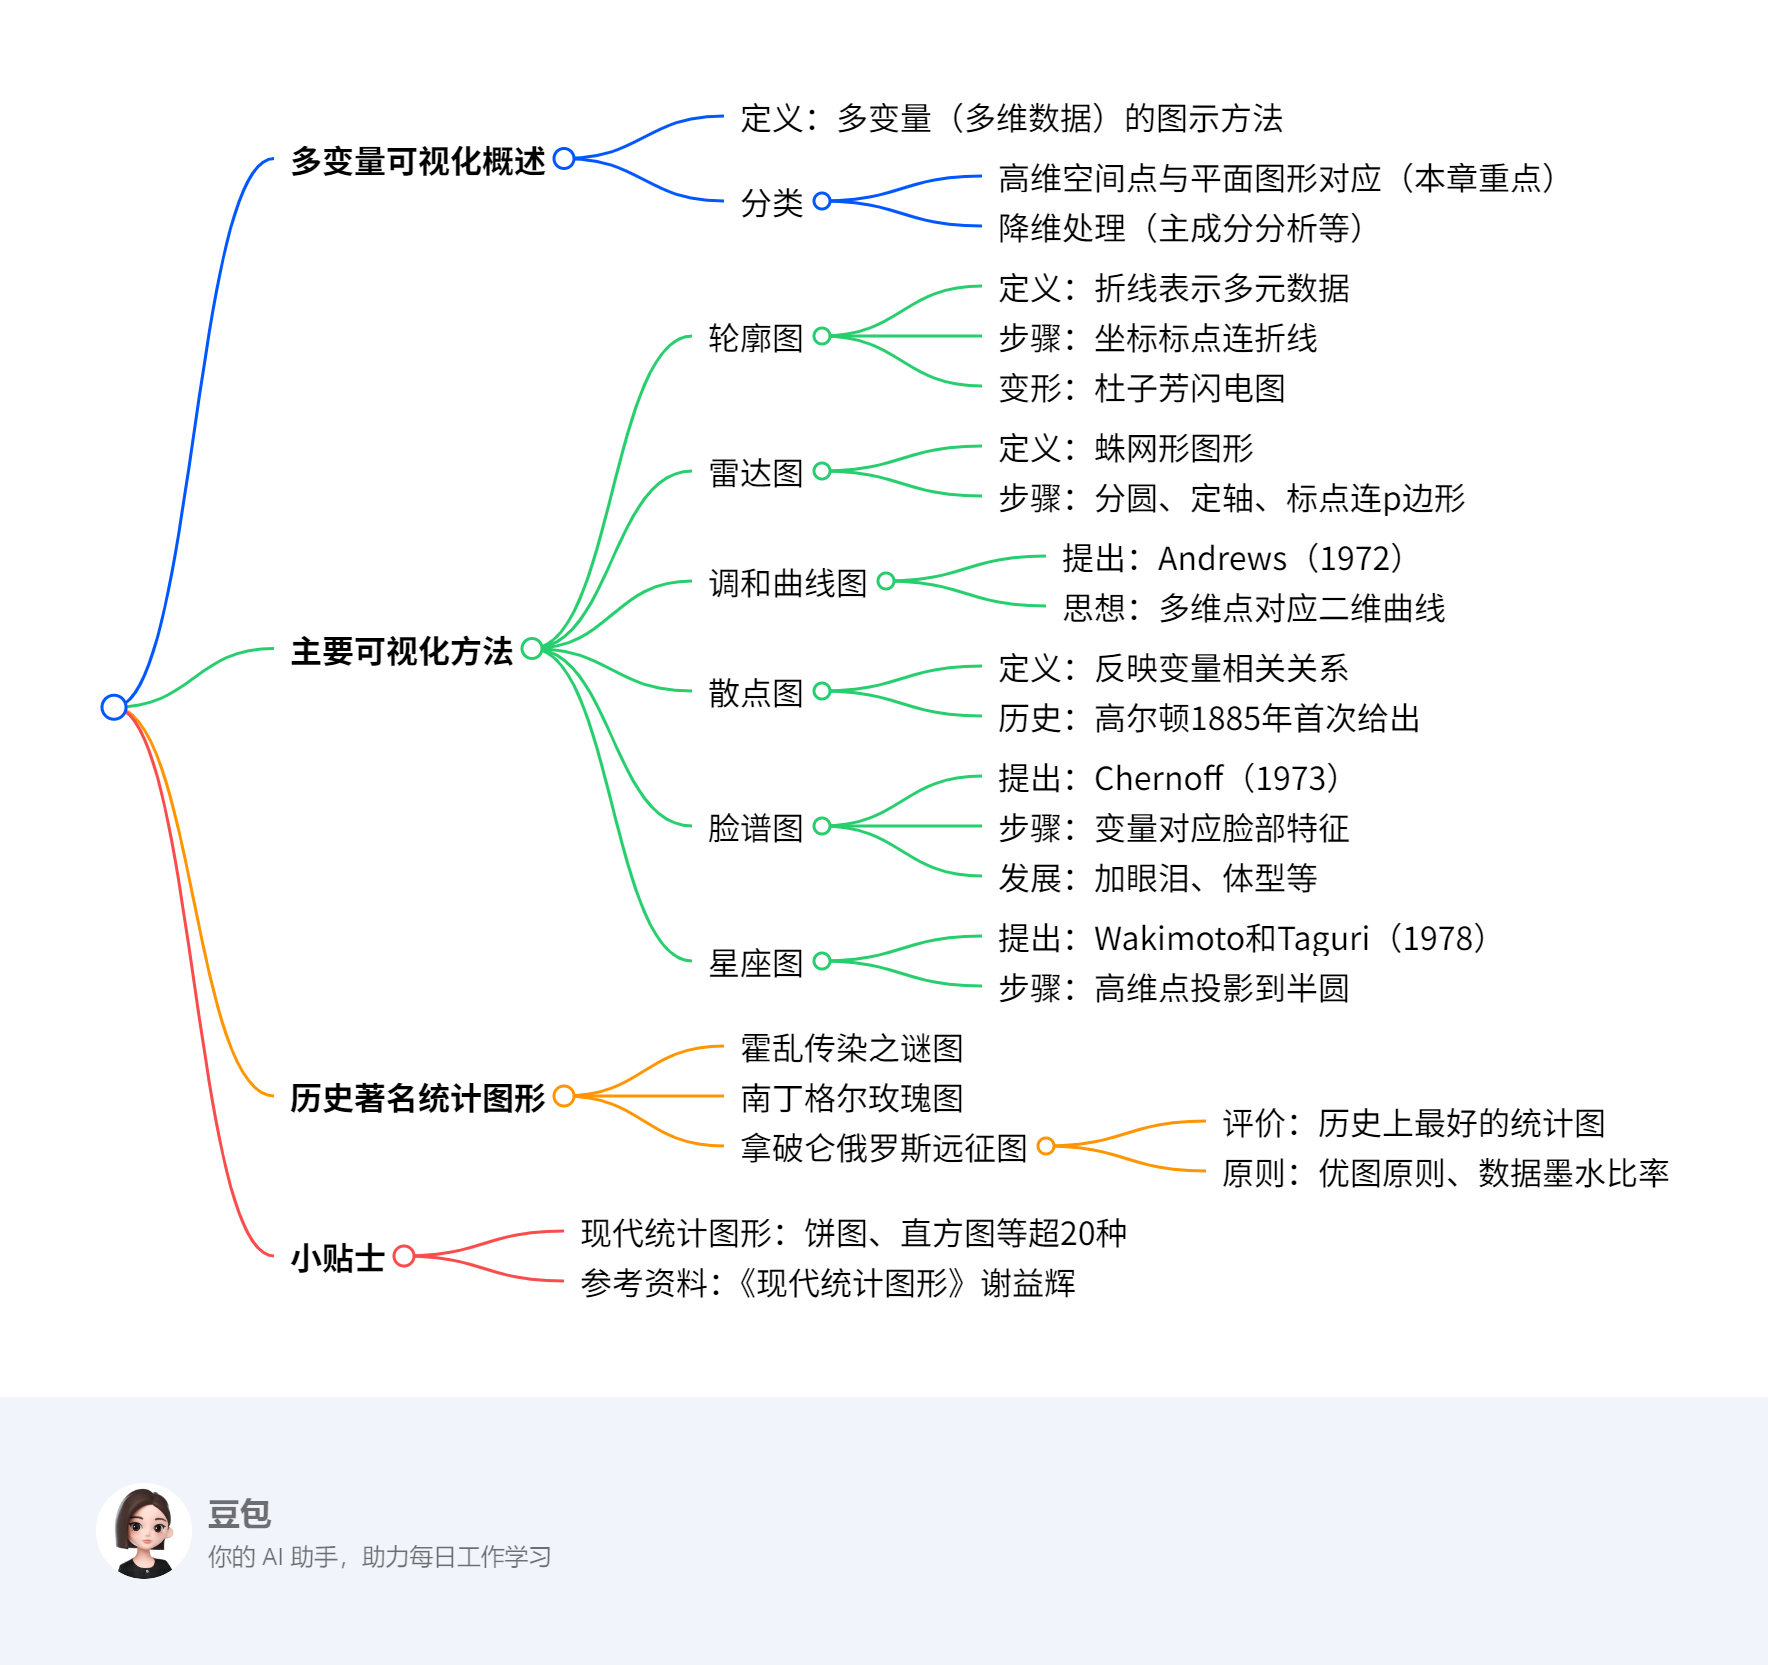 多变量可视化概述
定义：多变量（多维数据）的图示方法
分类
高维空间点与平面图形对应（本章重点）
降维处理（主成分分析等）
主要可视化方法
轮廓图
定义：折线表示多元数据
步骤：坐标标点连折线
变形：杜子芳闪电图
雷达图
定义：蛛网形图形
步骤：分圆、定轴、标点连p边形
调和曲线图
提出：Andrews（1972）
思想：多维点对应二维曲线
散点图
定义：反映变量相关关系
历史：高尔顿1885年首次给出
脸谱图
提出：Chernoff（1973）
步骤：变量对应脸部特征
发展：加眼泪、体型等
星座图
提出：Wakimoto和Taguri（1978）
步骤：高维点投影到半圆
历史著名统计图形
霍乱传染之谜图
南丁格尔玫瑰图
拿破仑俄罗斯远征图
评价：历史上最好的统计图
原则：优图原则、数据墨水比率
小贴士
现代统计图形：饼图、直方图等超20种
参考资料：《现代统计图形》谢益辉
豆包
你的 AI 助手，助力每日工作学习